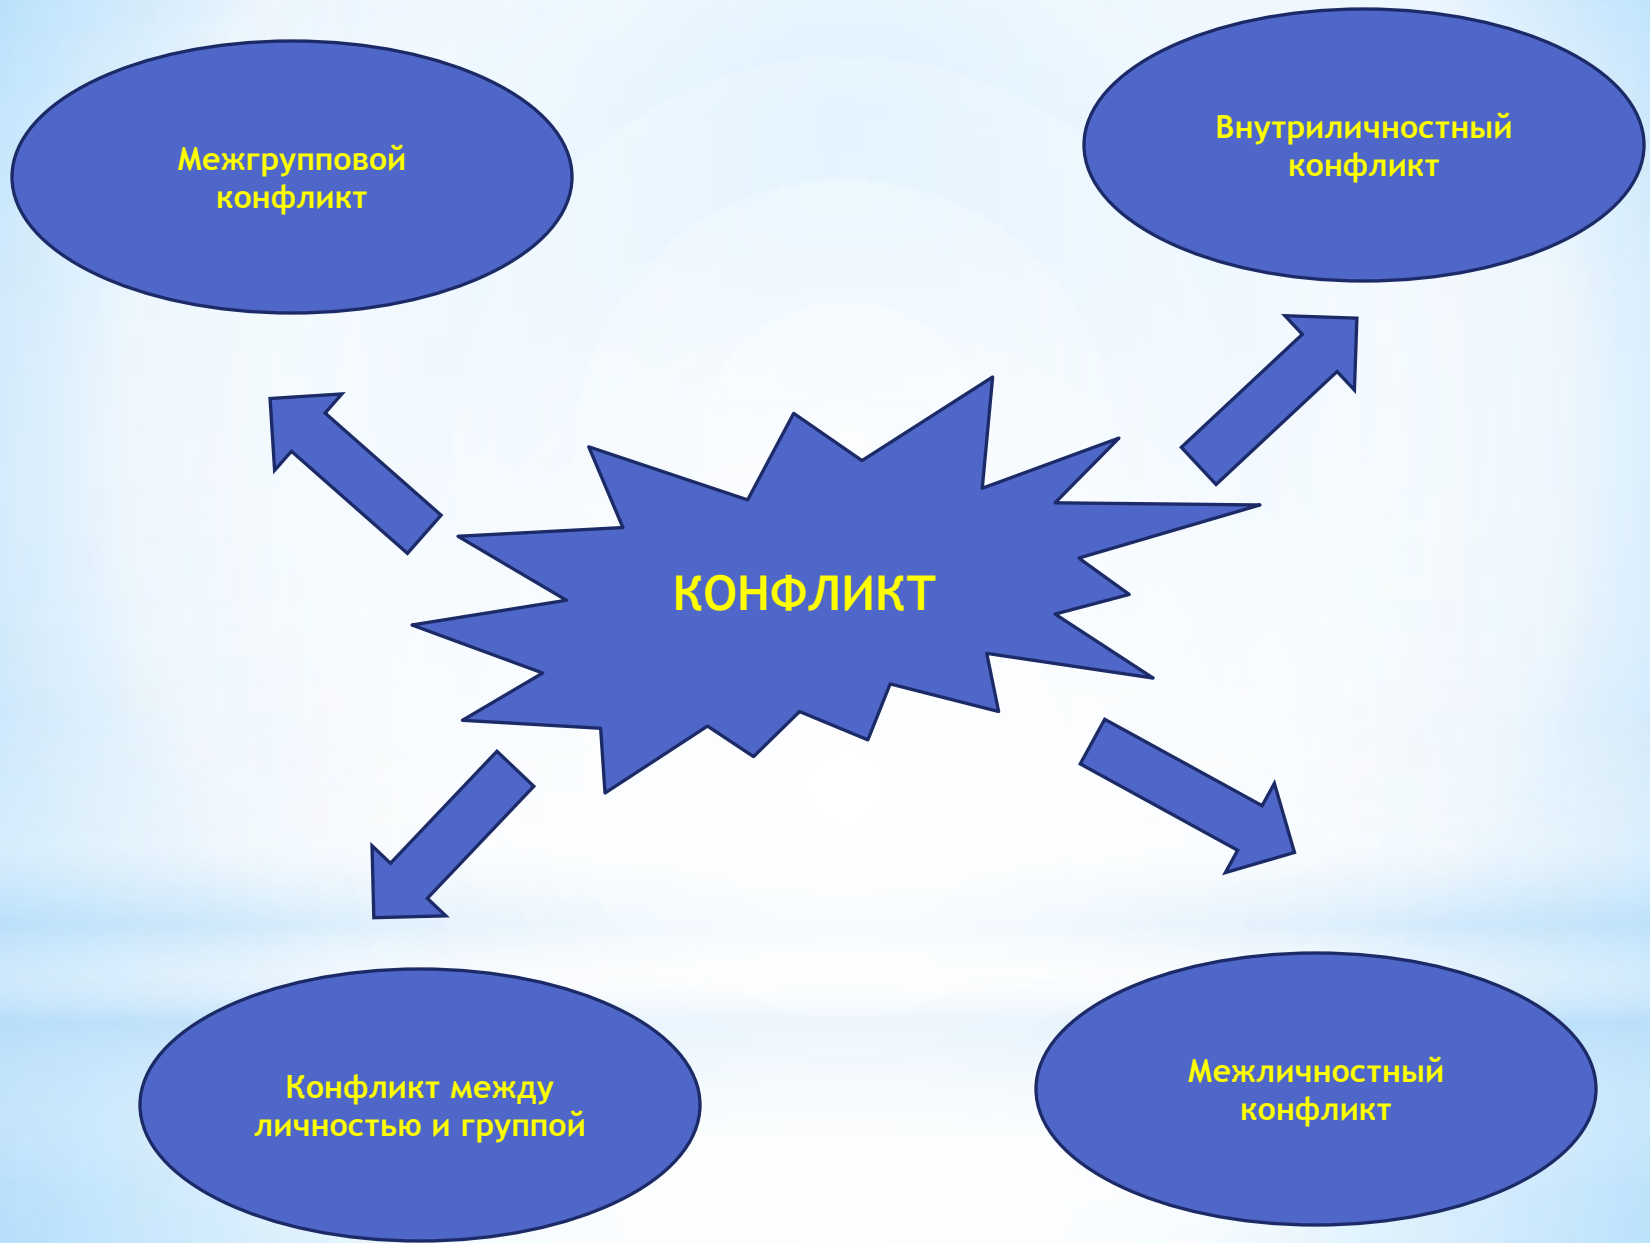 Межгрупповой
конфликт
Внутриличностный
конфликт
КОНФЛИКТ
Конфликт между
личностью и группой
Межличностный
конфликт